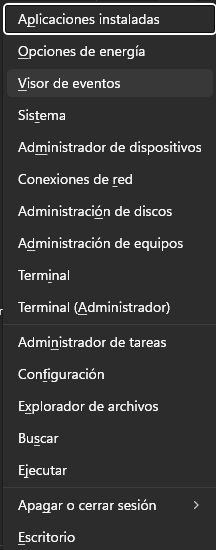 Aplicaciones instaladas
Opciones de energía
Visor de eventos
Sistema
Administrador de dispositivos
Conexiones de red
Administración de discos
Administración de equipos
Terminal
Terminal (Administrador)
Administrador de tareas
Configuración
Explorador de archivos
Buscar
Ejecutar
Apagar o cerrar sesión
Escritorio